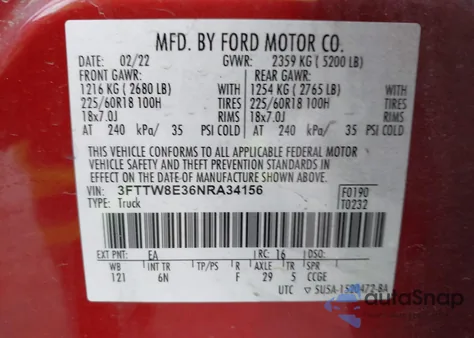 MFD. BY FORD MOTOR CO.
DATE: 02/22 GVWR: 2359 KG ( 5200 LB)
FRONT GAWR: REAR GAWR:
1216 KG ( 2680 LB) WITH 1254 KG ( 2765 LB) WITH
225/60R18 100H TIRES 225/60R18 100H TIRES
18x7.0J RIMS 18x7.0J RIMS
AT 240 kPa/ 35 PSI COLD AT 240 kPa/ 35 PSI COLD
THIS VEHICLE CONFORMS TO ALL APPLICABLE FEDERAL MOTOR
VEHICLE SAFETY AND THEFT PREVENTION STANDARDS IN
EFFECT ON THE DATE OF MANUFACTURE SHOWN ABOVE.
VIN: 3FTTW8E36NRA34156 F0190
TYPE: Truck T0232
EXT PNT: EA RC: 16 DSO:
WB INT TR TP/PS R AXLE TR SPR
121 6N F 29 5 CCGE
UTC
autoSnap